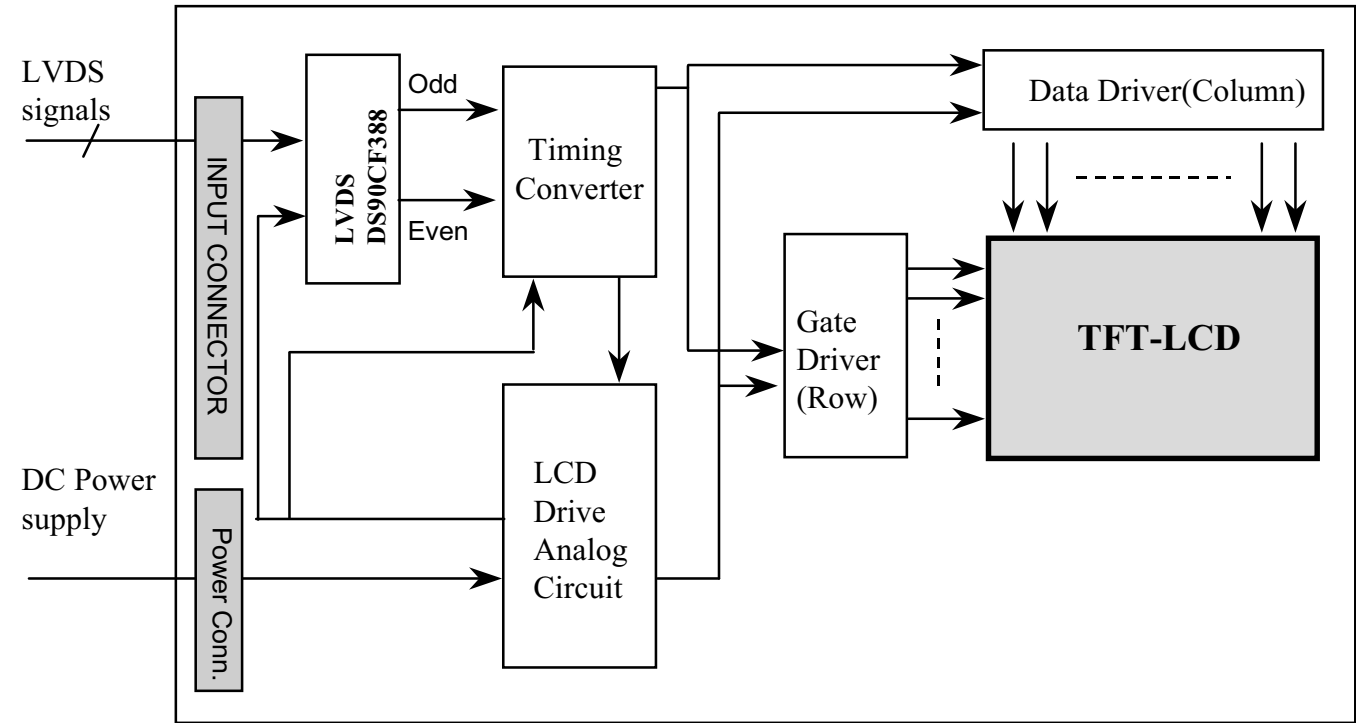 LVDS
signals
INPUT CONNECTOR
LVDS
DS90CF388
Odd
Even
Timing
Converter
Data Driver(Column)
Gate
Driver
(Row)
TFT-LCD
DC Power
supply
Power Conn.
LCD
Drive
Analog
Circuit